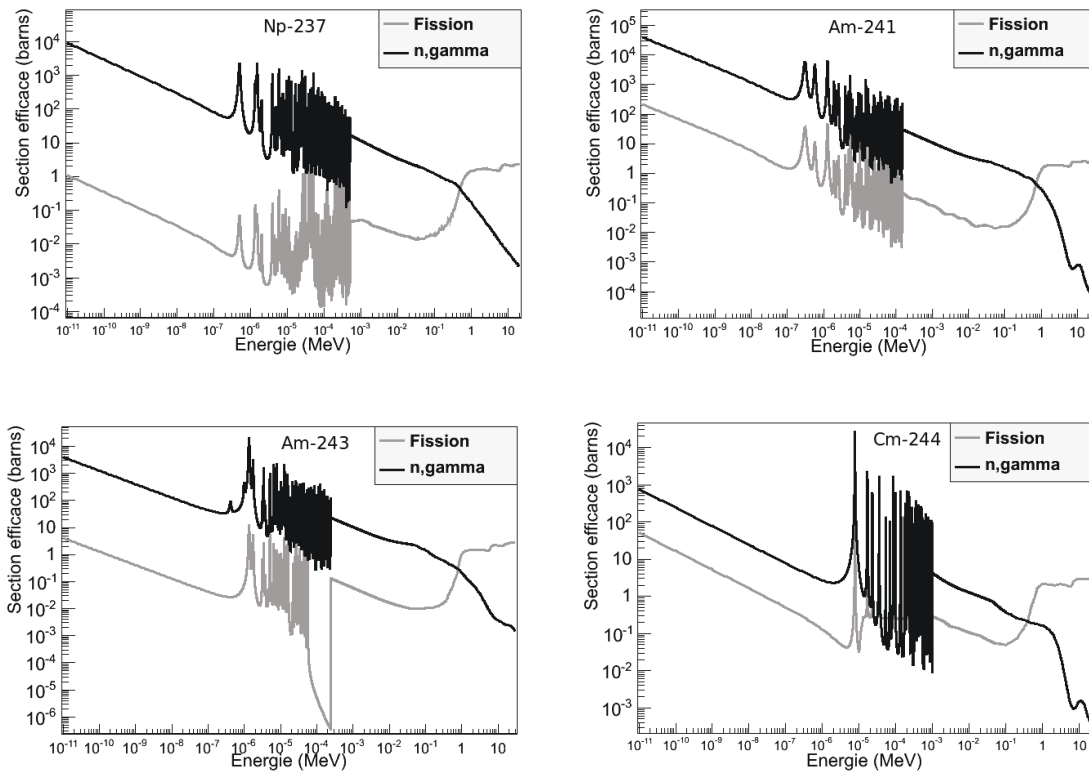 Np-237
Fission
n,gamma
Section efficace (barns)
10⁴
10³
10²
10
1
10⁻¹
10⁻²
10⁻³
10⁻⁴
10⁻¹¹ 10⁻¹⁰ 10⁻⁹ 10⁻⁸ 10⁻⁷ 10⁻⁶ 10⁻⁵ 10⁻⁴ 10⁻³ 10⁻² 10⁻¹ 1 10
Energie (MeV)
Am-241
Fission
n,gamma
Section efficace (barns)
10⁵
10⁴
10³
10²
10
1
10⁻¹
10⁻²
10⁻³
10⁻⁴
10⁻¹¹ 10⁻¹⁰ 10⁻⁹ 10⁻⁸ 10⁻⁷ 10⁻⁶ 10⁻⁵ 10⁻⁴ 10⁻³ 10⁻² 10⁻¹ 1 10
Energie (MeV)
Am-243
Fission
n,gamma
Section efficace (barns)
10⁴
10³
10²
10
1
10⁻¹
10⁻²
10⁻³
10⁻⁴
10⁻⁵
10⁻⁶
10⁻¹¹ 10⁻¹⁰ 10⁻⁹ 10⁻⁸ 10⁻⁷ 10⁻⁶ 10⁻⁵ 10⁻⁴ 10⁻³ 10⁻² 10⁻¹ 1 10
Energie (MeV)
Cm-244
Fission
n,gamma
Section efficace (barns)
10⁴
10³
10²
10
1
10⁻¹
10⁻²
10⁻³
10⁻¹¹ 10⁻¹⁰ 10⁻⁹ 10⁻⁸ 10⁻⁷ 10⁻⁶ 10⁻⁵ 10⁻⁴ 10⁻³ 10⁻² 10⁻¹ 1 10
Energie (MeV)